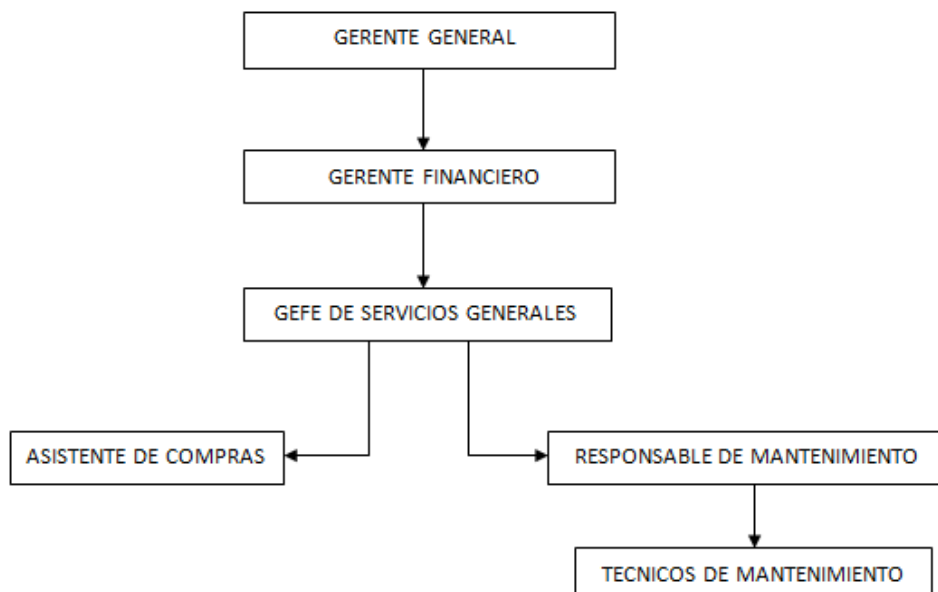 GERENTE GENERAL
GERENTE FINANCIERO
GEFE DE SERVICIOS GENERALES
ASISTENTE DE COMPRAS
RESPONSABLE DE MANTENIMIENTO
TECNICOS DE MANTENIMIENTO